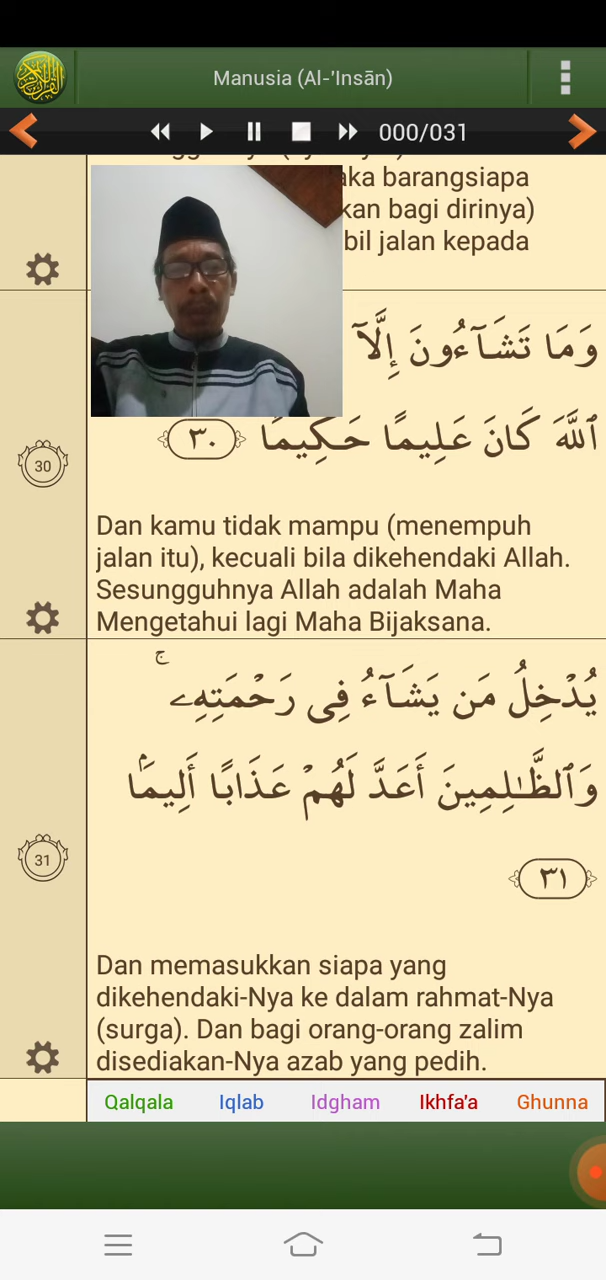 Manusia (Al-'Insān)
000/031
aka barangsiapa
kan bagi dirinya)
bil jalan kepada
وَمَا تَشَآءُونَ إِلَّآ
ٱللَّهَ كَانَ عَلِيمًا حَكِيمًا ٣٠
30
Dan kamu tidak mampu (menempuh
jalan itu), kecuali bila dikehendaki Allah.
Sesungguhnya Allah adalah Maha
Mengetahui lagi Maha Bijaksana.
يُدْخِلُ مَن يَشَآءُ فِى رَحْمَتِهِۦ ۚ
وَٱلظَّـٰلِمِينَ أَعَدَّ لَهُمْ عَذَابًا أَلِيمًۢا
٣١
31
Dan memasukkan siapa yang
dikehendaki-Nya ke dalam rahmat-Nya
(surga). Dan bagi orang-orang zalim
disediakan-Nya azab yang pedih.
Qalqala Iqlab Idgham Ikhfa'a Ghunna